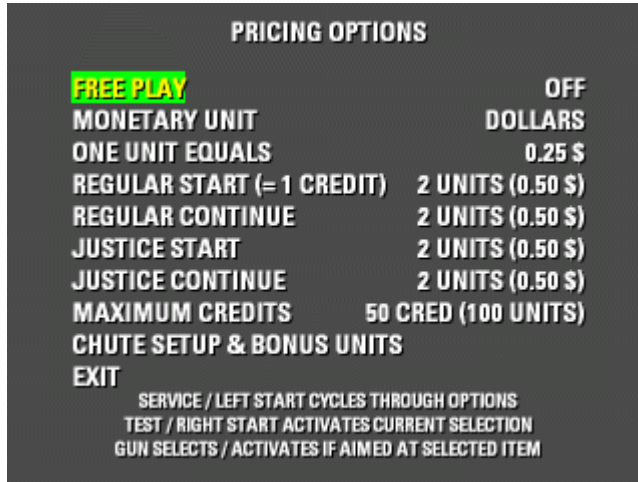 PRICING OPTIONS
FREE PLAY OFF
MONETARY UNIT DOLLARS
ONE UNIT EQUALS 0.25 $
REGULAR START (= 1 CREDIT) 2 UNITS (0.50 $)
REGULAR CONTINUE 2 UNITS (0.50 $)
JUSTICE START 2 UNITS (0.50 $)
JUSTICE CONTINUE 2 UNITS (0.50 $)
MAXIMUM CREDITS 50 CRED (100 UNITS)
CHUTE SETUP & BONUS UNITS
EXIT
SERVICE / LEFT START CYCLES THROUGH OPTIONS
TEST / RIGHT START ACTIVATES CURRENT SELECTION
GUN SELECTS / ACTIVATES IF AIMED AT SELECTED ITEM